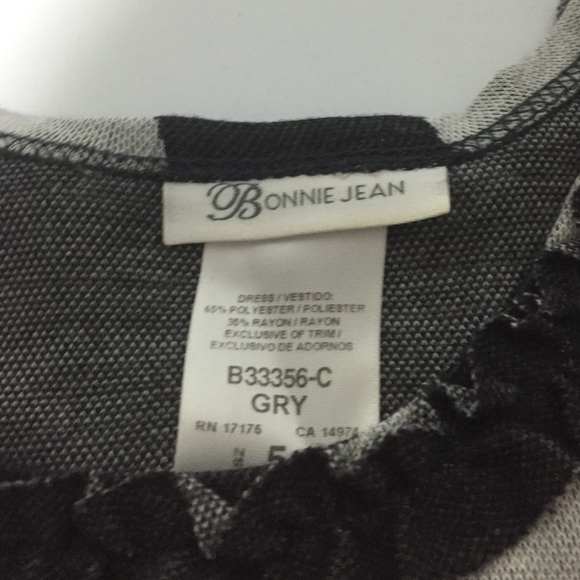 BONNIE JEAN
DRESS / VESTIDO:
65% POLYESTER / POLIESTER
35% RAYON / RAYON
EXCLUSIVE OF TRIM /
EXCLUSIVO DE ADORNOS
B33356-C
GRY
RN 17175 CA 14974
5